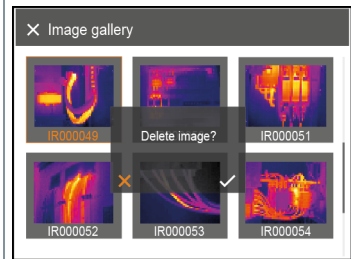 Image gallery
IR000049
Delete image?
IR000051
IR000052
IR000053
IR000054